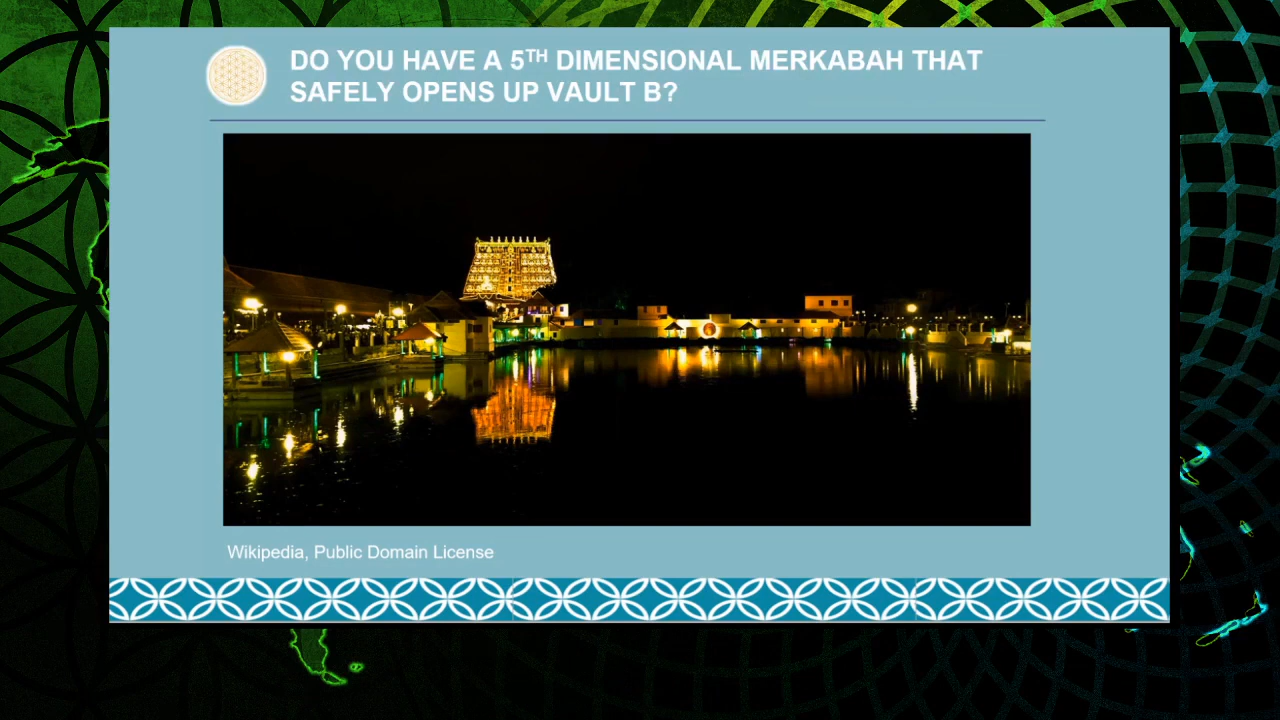 DO YOU HAVE A 5TH DIMENSIONAL MERKABAH THAT
SAFELY OPENS UP VAULT B?
Wikipedia, Public Domain License